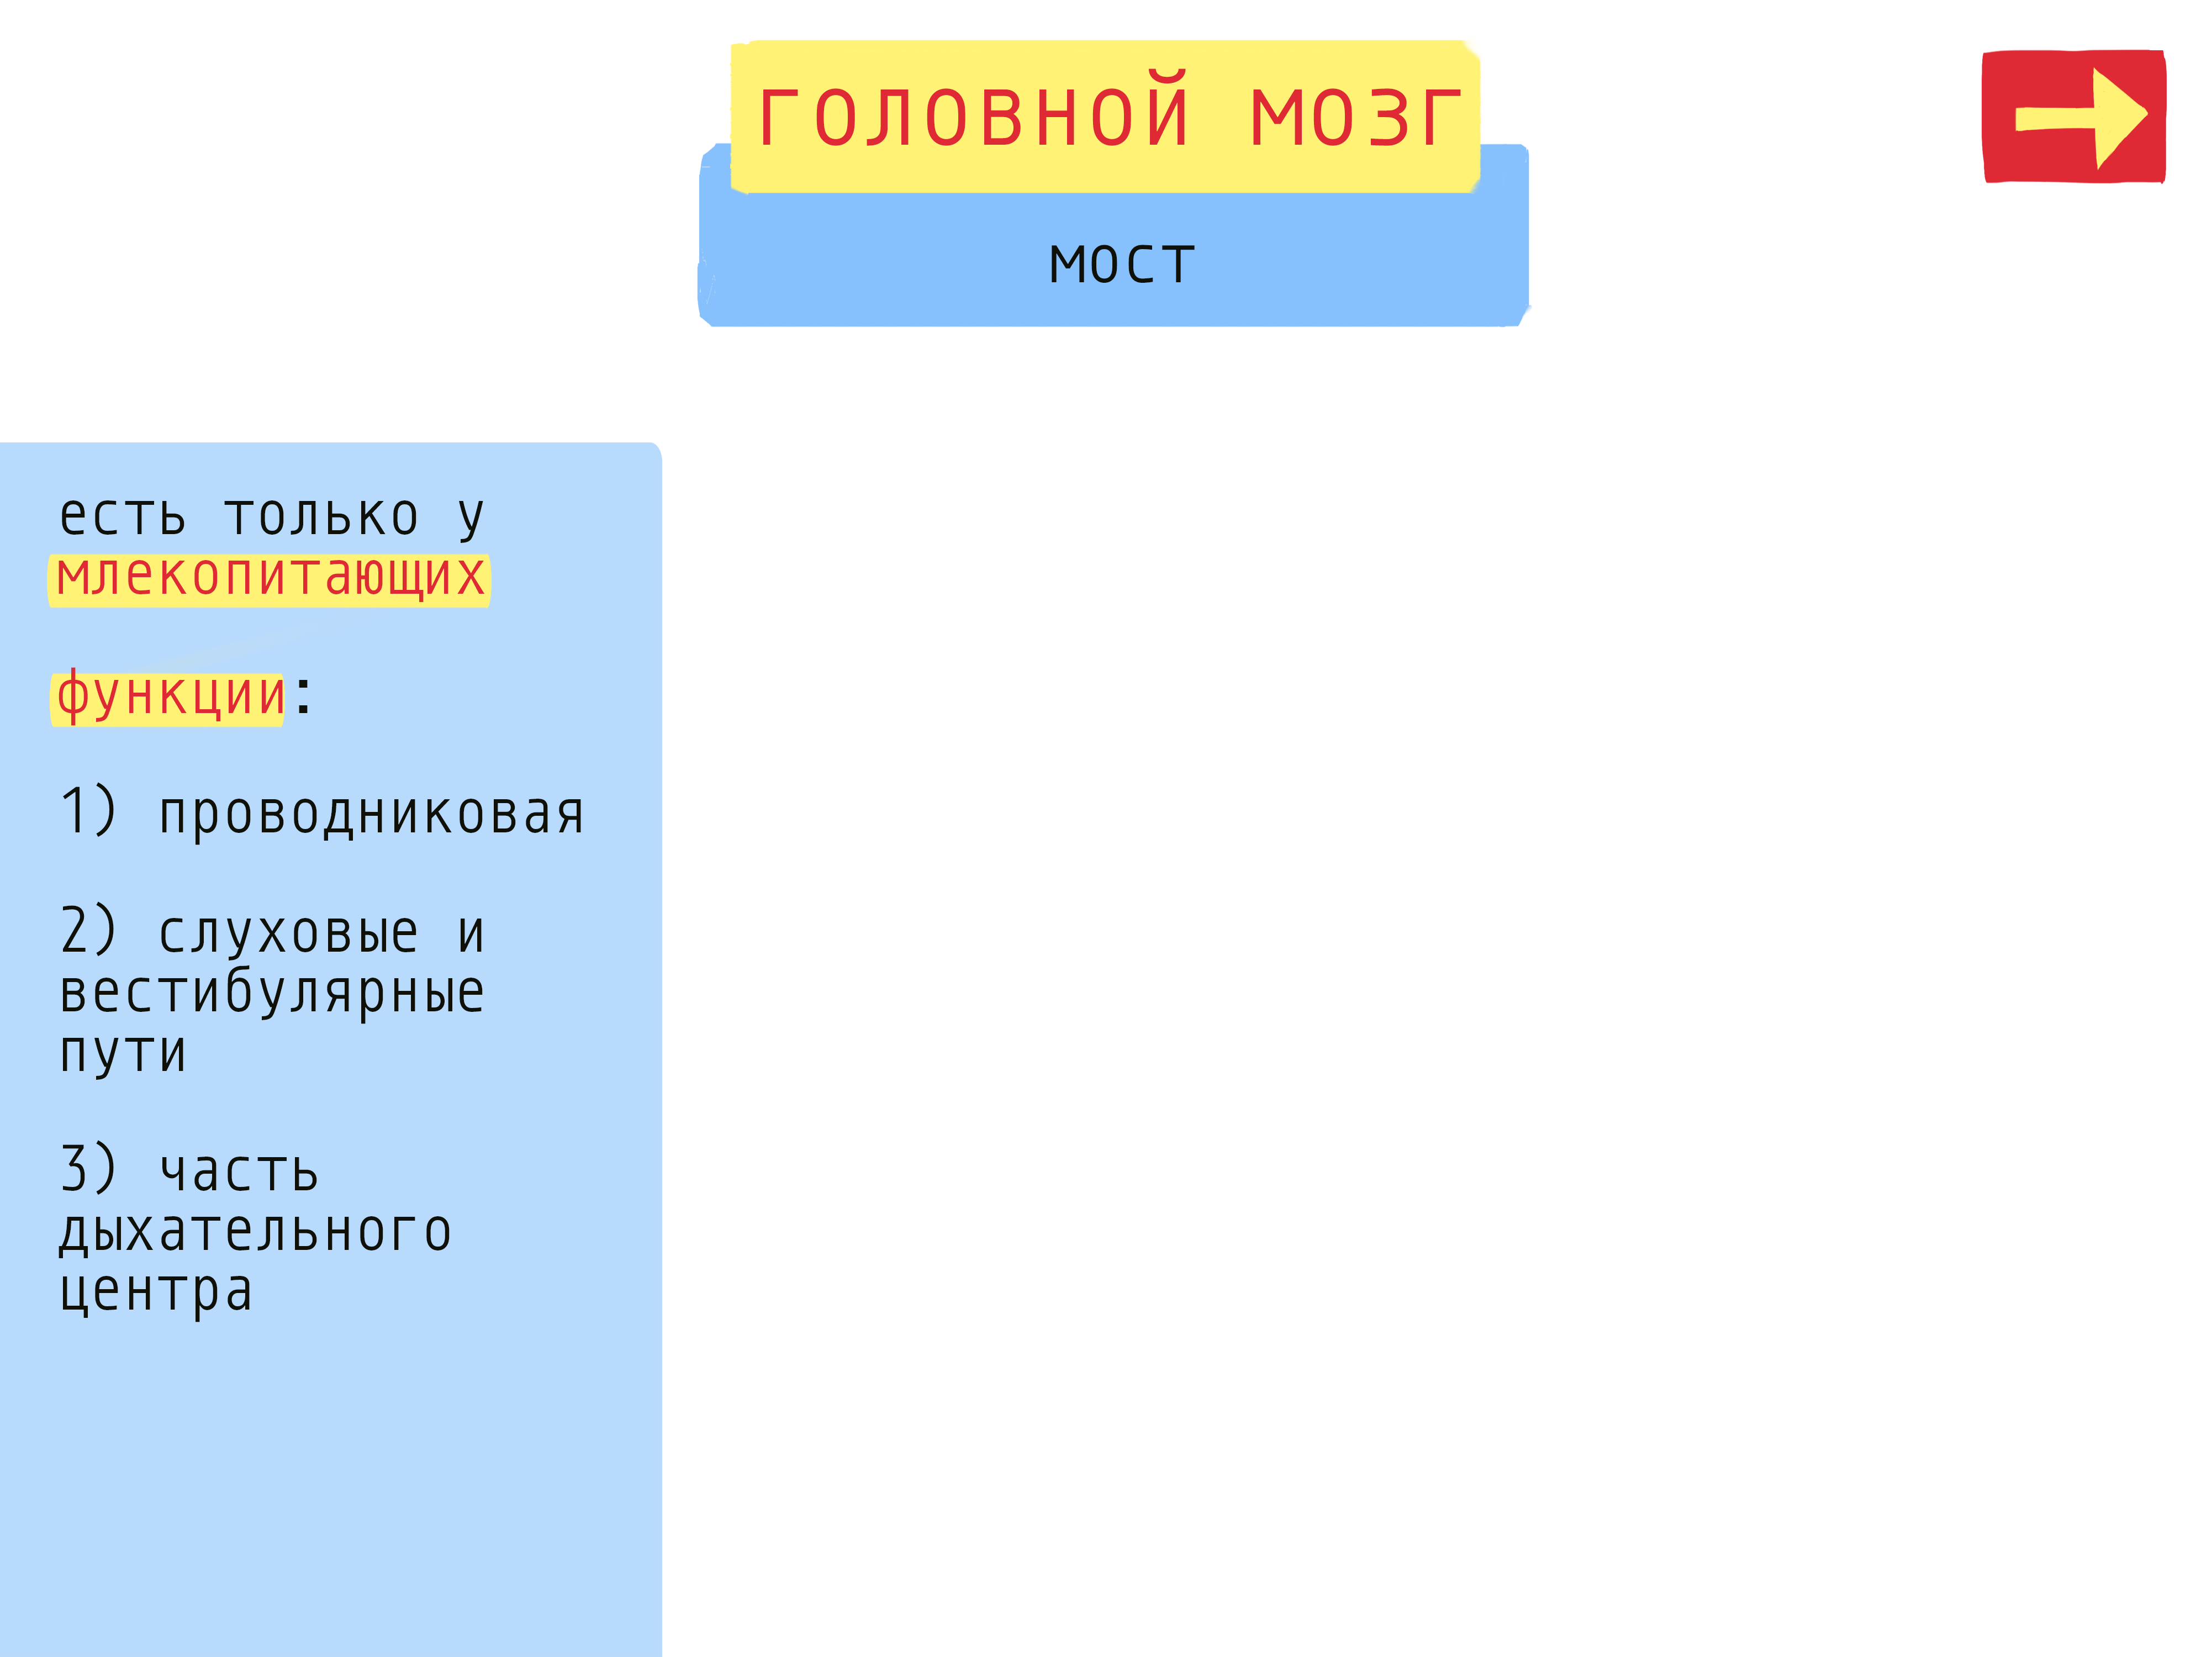 ГОЛОВНОЙ МОЗГ
мост
есть только у
млекопитающих
функции:
1) проводниковая
2) слуховые и
вестибулярные
пути
3) часть
дыхательного
центра